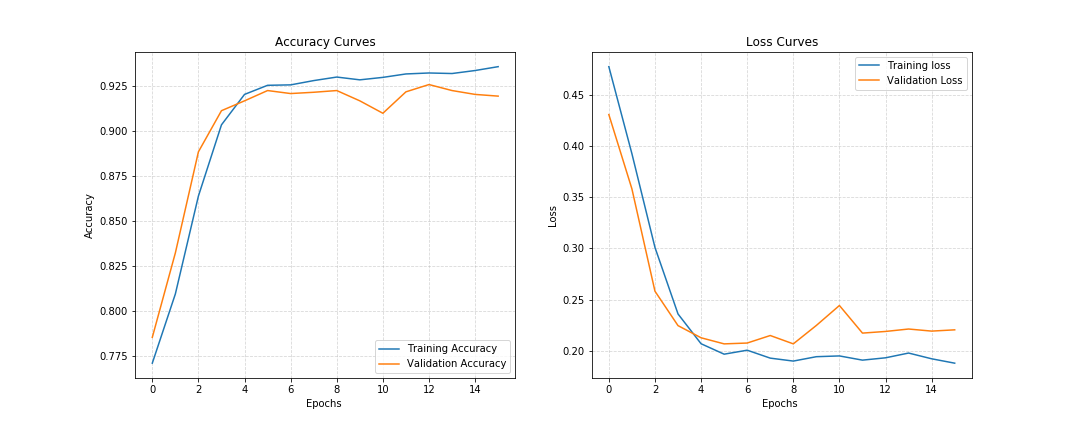 Accuracy Curves
0.925
0.900
0.875
0.850
0.825
0.800
0.775
Accuracy
0 2 4 6 8 10 12 14
Epochs
Training Accuracy
Validation Accuracy
Loss Curves
0.45
0.40
0.35
0.30
0.25
0.20
Loss
0 2 4 6 8 10 12 14
Epochs
Training loss
Validation Loss